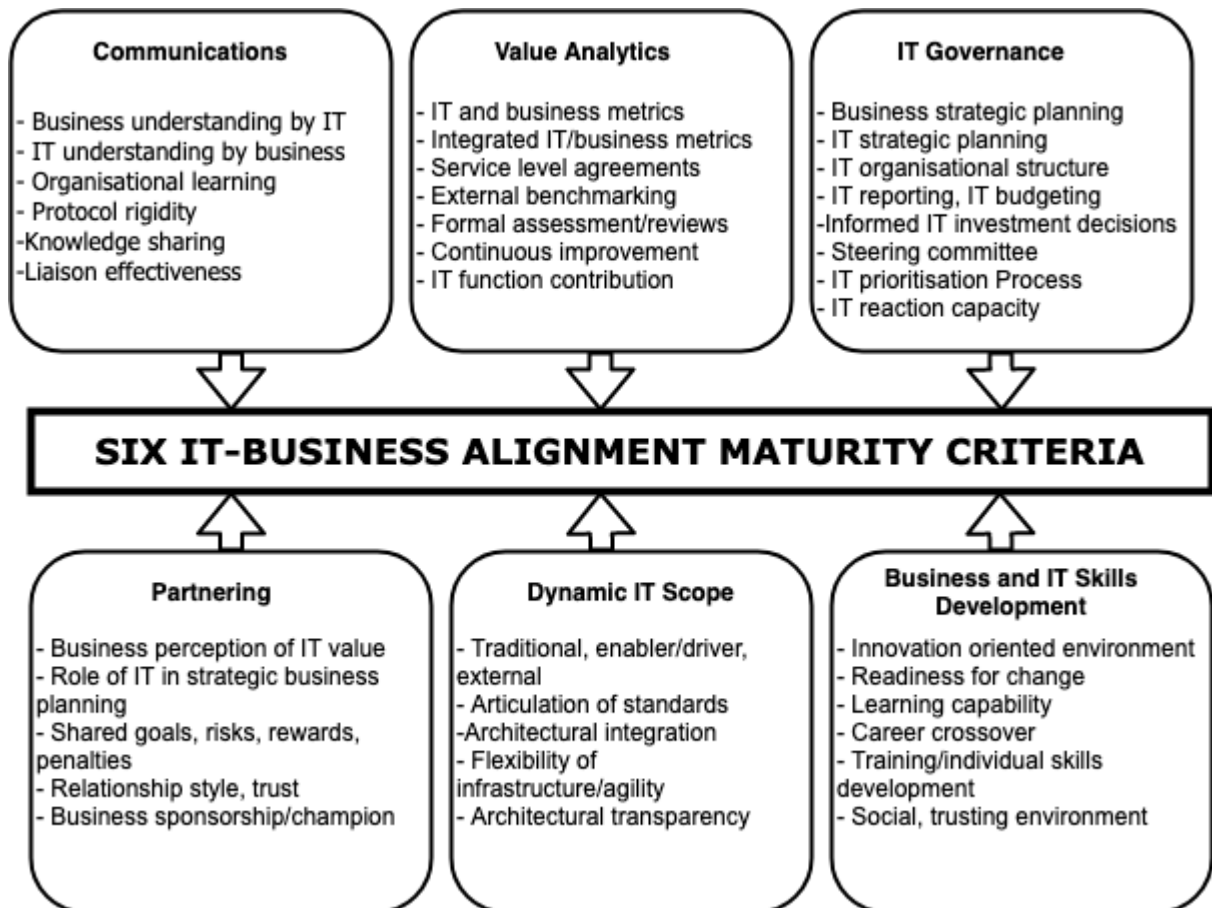 Communications
- Business understanding by IT
- IT understanding by business
- Organisational learning
- Protocol rigidity
-Knowledge sharing
-Liaison effectiveness
Value Analytics
- IT and business metrics
- Integrated IT/business metrics
- Service level agreements
- External benchmarking
- Formal assessment/reviews
- Continuous improvement
- IT function contribution
IT Governance
- Business strategic planning
- IT strategic planning
- IT organisational structure
- IT reporting, IT budgeting
-Informed IT investment decisions
- Steering committee
- IT prioritisation Process
- IT reaction capacity
SIX IT-BUSINESS ALIGNMENT MATURITY CRITERIA
Partnering
- Business perception of IT value
- Role of IT in strategic business
planning
- Shared goals, risks, rewards,
penalties
- Relationship style, trust
- Business sponsorship/champion
Dynamic IT Scope
- Traditional, enabler/driver,
external
- Articulation of standards
-Architectural integration
- Flexibility of
infrastructure/agility
- Architectural transparency
Business and IT Skills
Development
- Innovation oriented environment
- Readiness for change
- Learning capability
- Career crossover
- Training/individual skills
development
- Social, trusting environment